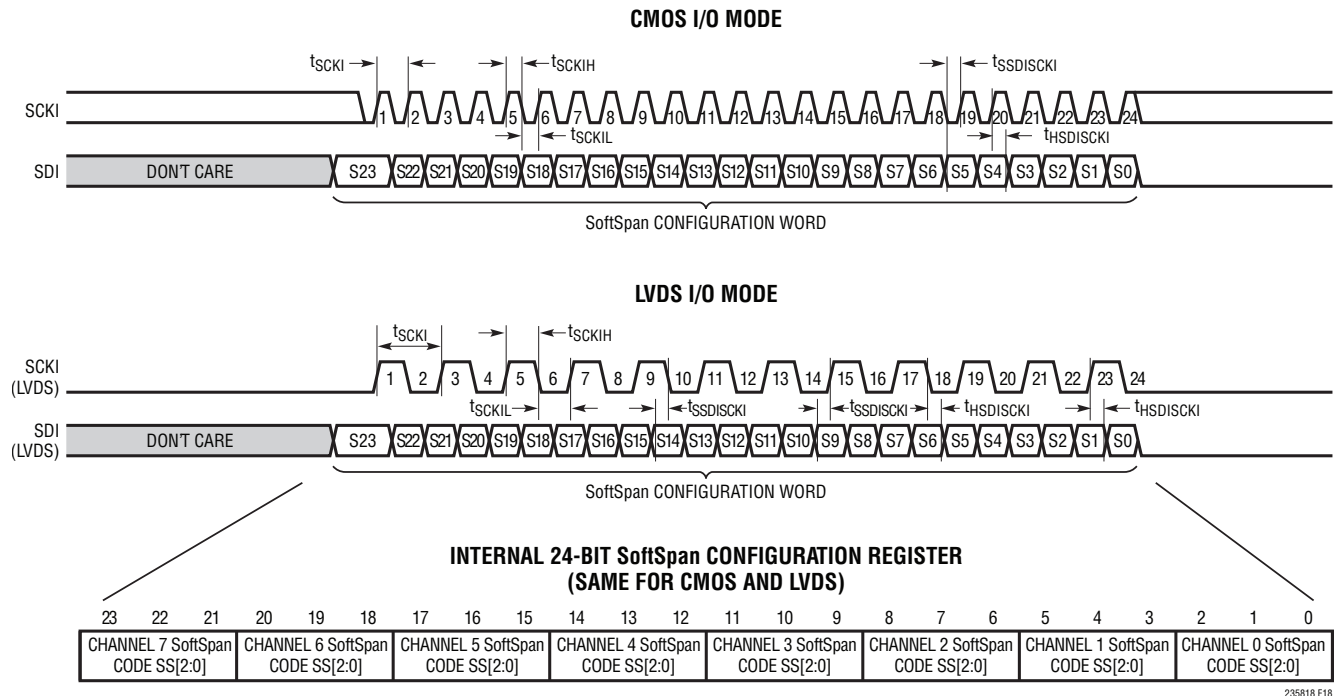 CMOS I/O MODE
tSCKI
tSCKIH
tSSDISCKI
SCKI
1 2 3 4 5 6 7 8 9 10 11 12 13 14 15 16 17 18 19 20 21 22 23 24
tSCKIL
tHSDISCKI
SDI
DON'T CARE
S23 S22 S21 S20 S19 S18 S17 S16 S15 S14 S13 S12 S11 S10 S9 S8 S7 S6 S5 S4 S3 S2 S1 S0
SoftSpan CONFIGURATION WORD
LVDS I/O MODE
tSCKI
tSCKIH
SCKI
(LVDS)
1 2 3 4 5 6 7 8 9 10 11 12 13 14 15 16 17 18 19 20 21 22 23 24
tSCKIL
tSSDISCKI
tSSDISCKI
tHSDISCKI
tHSDISCKI
SDI
(LVDS)
DON'T CARE
S23 S22 S21 S20 S19 S18 S17 S16 S15 S14 S13 S12 S11 S10 S9 S8 S7 S6 S5 S4 S3 S2 S1 S0
SoftSpan CONFIGURATION WORD
INTERNAL 24-BIT SoftSpan CONFIGURATION REGISTER
(SAME FOR CMOS AND LVDS)
23 22 21 20 19 18 17 16 15 14 13 12 11 10 9 8 7 6 5 4 3 2 1 0
CHANNEL 7 SoftSpan
CODE SS[2:0]
CHANNEL 6 SoftSpan
CODE SS[2:0]
CHANNEL 5 SoftSpan
CODE SS[2:0]
CHANNEL 4 SoftSpan
CODE SS[2:0]
CHANNEL 3 SoftSpan
CODE SS[2:0]
CHANNEL 2 SoftSpan
CODE SS[2:0]
CHANNEL 1 SoftSpan
CODE SS[2:0]
CHANNEL 0 SoftSpan
CODE SS[2:0]
235818 F18